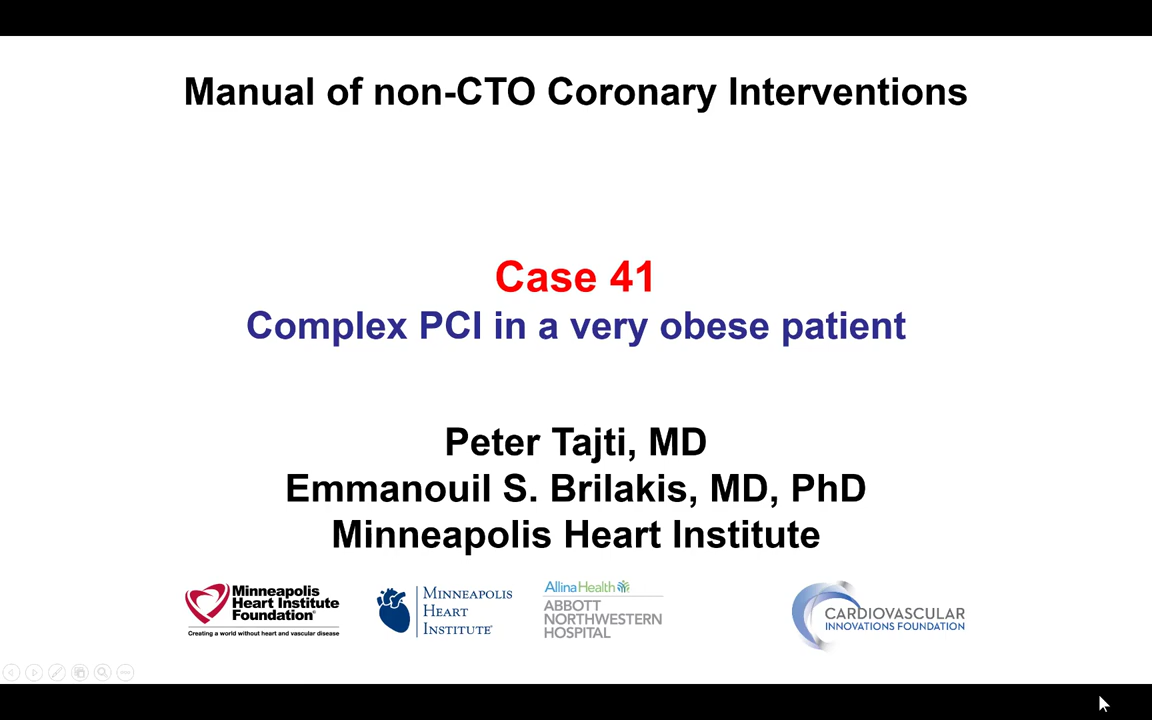 Manual of non-CTO Coronary Interventions
Case 41
Complex PCI in a very obese patient
Peter Tajti, MD
Emmanouil S. Brilakis, MD, PhD
Minneapolis Heart Institute
Minneapolis
Heart Institute
Foundation®
Creating a world without heart and vascular disease
MINNEAPOLIS
HEART
INSTITUTE®
AllinaHealth
ABBOTT
NORTHWESTERN
HOSPITAL
CARDIOVASCULAR
INNOVATIONS FOUNDATION